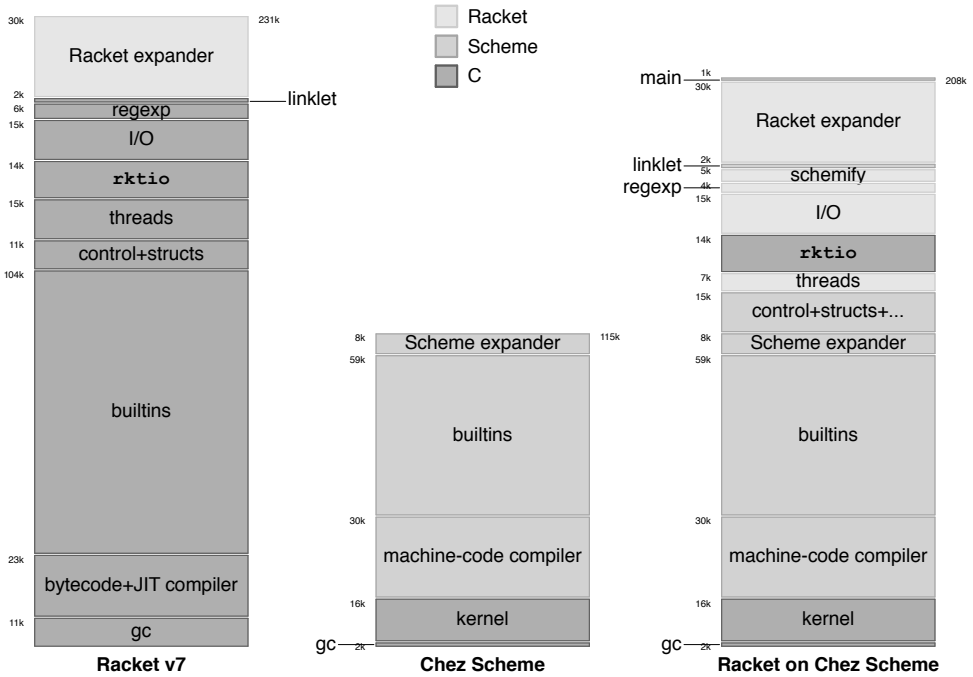 Racket
Scheme
C
30k
231k
Racket expander
2k
linklet
6k
regexp
15k
I/O
14k
rktio
15k
threads
11k
control+structs
104k
builtins
23k
bytecode+JIT compiler
11k
gc
Racket v7
8k
Scheme expander
115k
59k
builtins
30k
machine-code compiler
16k
kernel
gc
2k
Chez Scheme
main
1k
208k
30k
Racket expander
linklet
2k
5k
schemify
regexp
4k
15k
I/O
14k
rktio
7k
threads
15k
control+structs+...
8k
Scheme expander
59k
builtins
30k
machine-code compiler
16k
kernel
gc
2k
Racket on Chez Scheme